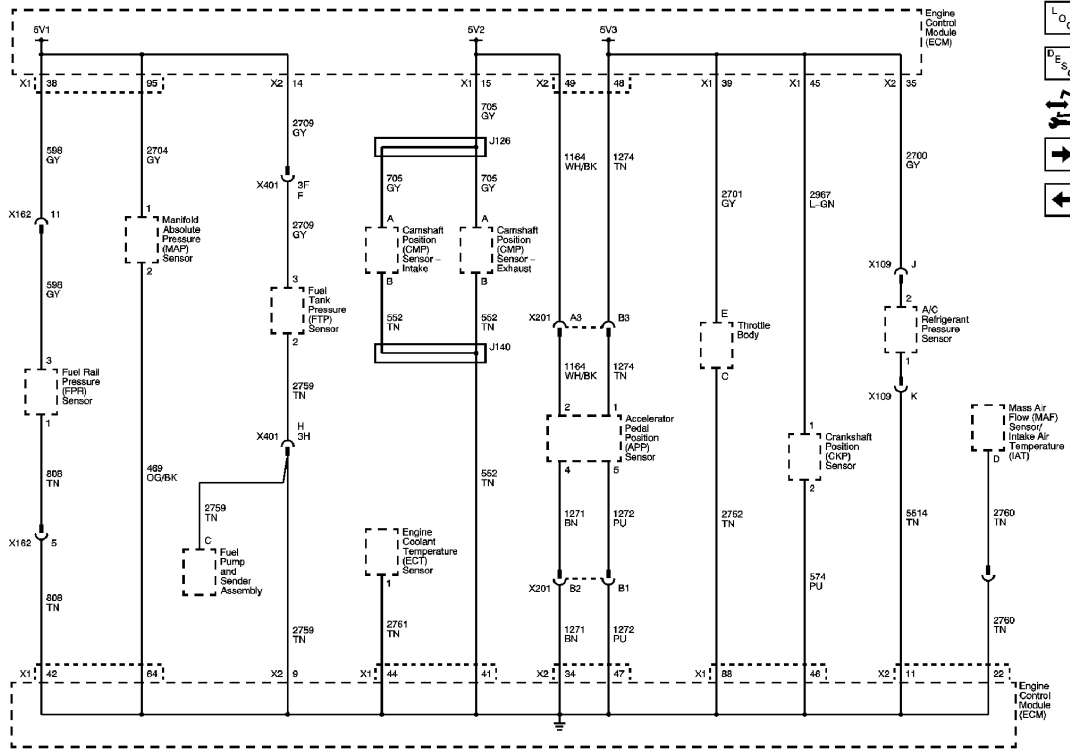 5V1
5V2
5V3
Engine
Control
Module
(ECM)
X1 38
95
X2 14
X1 15
X2 49
48
X1 39
X1 45
X2 35
598
GY
2704
GY
2709
GY
705
GY
J126
1164
WH/BK
1274
TN
2700
GY
X401 3F
F
705
GY
705
GY
2701
GY
2967
L-GN
X162 11
1
Manifold
Absolute
Pressure
(MAP)
Sensor
2
2709
GY
A
Camshaft
Position
(CMP)
Sensor –
Intake
B
A
Camshaft
Position
(CMP)
Sensor –
Exhaust
B
X109 J
598
GY
3
Fuel
Tank
Pressure
(FTP)
Sensor
2
552
TN
552
TN
J140
X201 A3
B3
E
Throttle
Body
C
2
A/C
Refrigerant
Pressure
Sensor
1
3
Fuel Rail
Pressure
(FPR)
Sensor
1
2759
TN
1164
WH/BK
1274
TN
X109 K
2
1
Accelerator
Pedal
Position
(APP)
Sensor
4
5
1
Crankshaft
Position
(CKP)
Sensor
2
Mass Air
Flow (MAF)
Sensor/
Intake Air
Temperature
(IAT)
D
X401
H
3H
808
TN
469
OG/BK
552
TN
2759
TN
C
Fuel
Pump
and
Sender
Assembly
1271
BN
1272
PU
2762
TN
5514
TN
2760
TN
X162 5
Engine
Coolant
Temperature
(ECT)
Sensor
1
X201 B2
B1
574
PU
808
TN
2759
TN
2761
TN
1271
BN
1272
PU
2760
TN
X1 42
64
X2 9
X1 44
41
X2 34
47
X1 88
46
X2 11
22
Engine
Control
Module
(ECM)